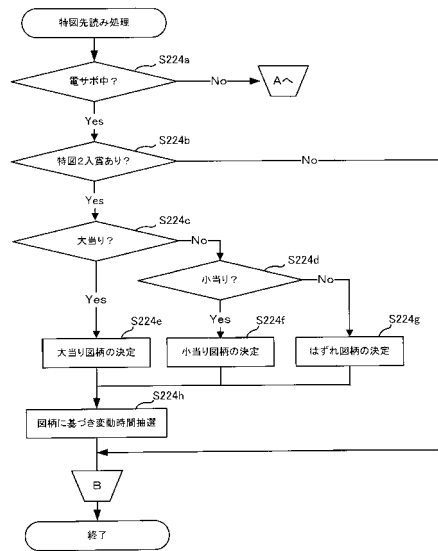 特図先読み処理
S224a
電サポ中?
No
Aへ
Yes
S224b
特図2入賞あり?
No
Yes
S224c
大当り?
No
S224d
小当り?
No
Yes
Yes
S224e
S224f
S224g
大当り図柄の決定
小当り図柄の決定
はずれ図柄の決定
S224h
図柄に基づき変動時間抽選
B
終了